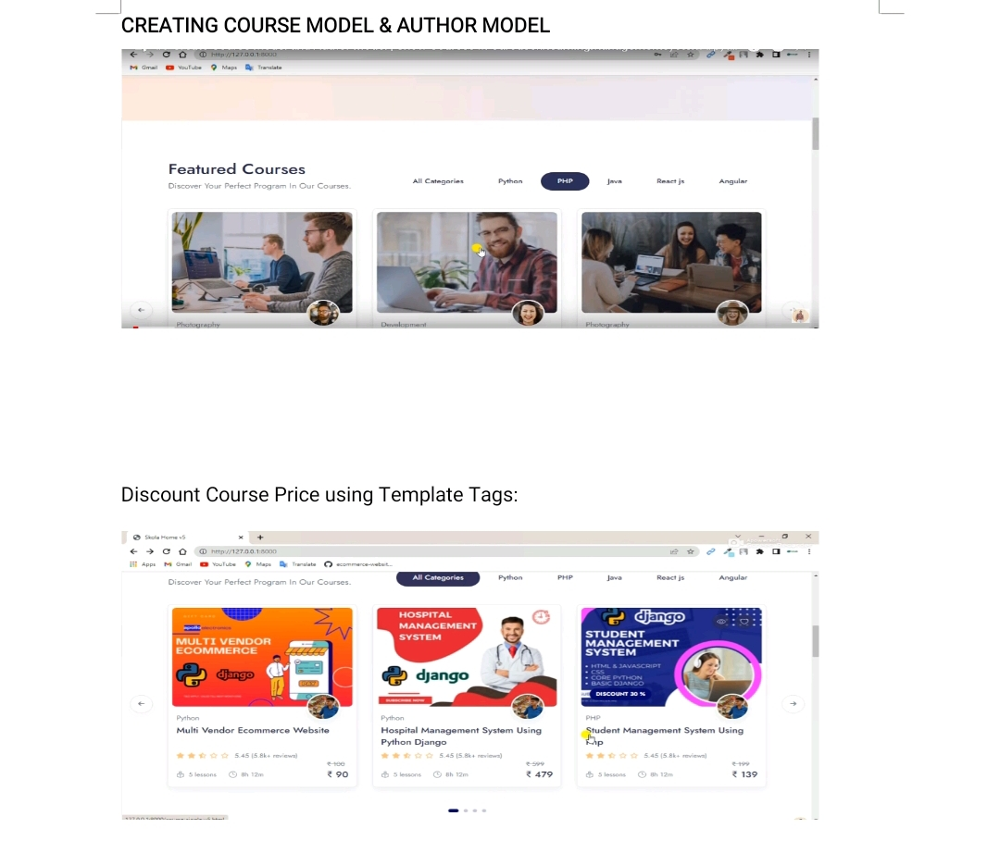 CREATING COURSE MODEL & AUTHOR MODEL
http://127.0.0.1:8000
Gmail YouTube Maps Translate
Featured Courses
Discover Your Perfect Program In Our Courses.
All Categories Python PHP Java React js Angular
Photography Development Photography
Discount Course Price using Template Tags:
Skola Home v5
http://127.0.0.1:8000
Apps Gmail YouTube Maps Translate ecommerce-websit...
Discover Your Perfect Program In Our Courses.
All Categories Python PHP Java React js Angular
MULTI VENDOR
ECOMMERCE
django
HOSPITAL
MANAGEMENT
SYSTEM
django
SUBSCRIBE NOW
django
STUDENT
MANAGEMENT
SYSTEM
• HTML & JAVASCRIPT
• CSS
• CORE PYTHON
• BASIC DJANGO
DISCOUNT 30 %
Python
Multi Vendor Ecommerce Website
5.45 (5.8k+ reviews)
₹ 100
5 lessons 8h 12m ₹ 90
Python
Hospital Management System Using
Python Django
5.45 (5.8k+ reviews)
₹ 599
5 lessons 8h 12m ₹ 479
PHP
Student Management System Using
Php
5.45 (5.8k+ reviews)
₹ 199
5 lessons 8h 12m ₹ 139